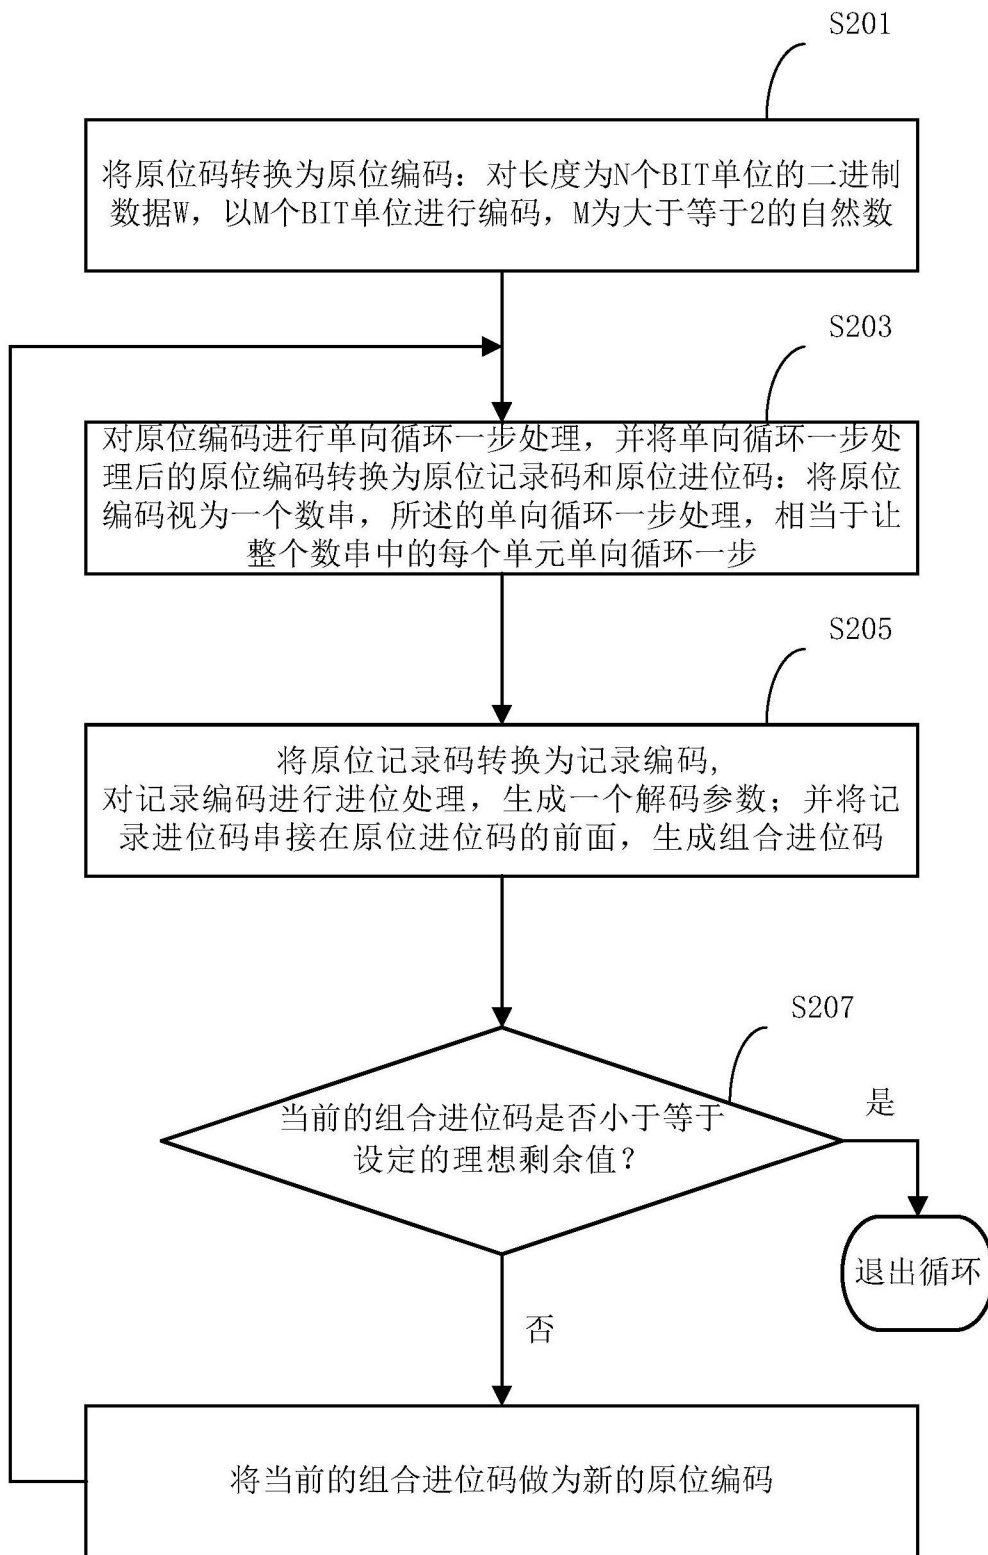 S201
将原位码转换为原位编码：对长度为N个BIT单位的二进制
数据W，以M个BIT单位进行编码，M为大于等于2的自然数
S203
对原位编码进行单向循环一步处理，并将单向循环一步处
理后的原位编码转换为原位记录码和原位进位码：将原位
编码视为一个数串，所述的单向循环一步处理，相当于让
整个数串中的每个单元单向循环一步
S205
将原位记录码转换为记录编码,
对记录编码进行进位处理，生成一个解码参数；并将记
录进位码串接在原位进位码的前面，生成组合进位码
S207
当前的组合进位码是否小于等于
设定的理想剩余值？
是
退出循环
否
将当前的组合进位码做为新的原位编码